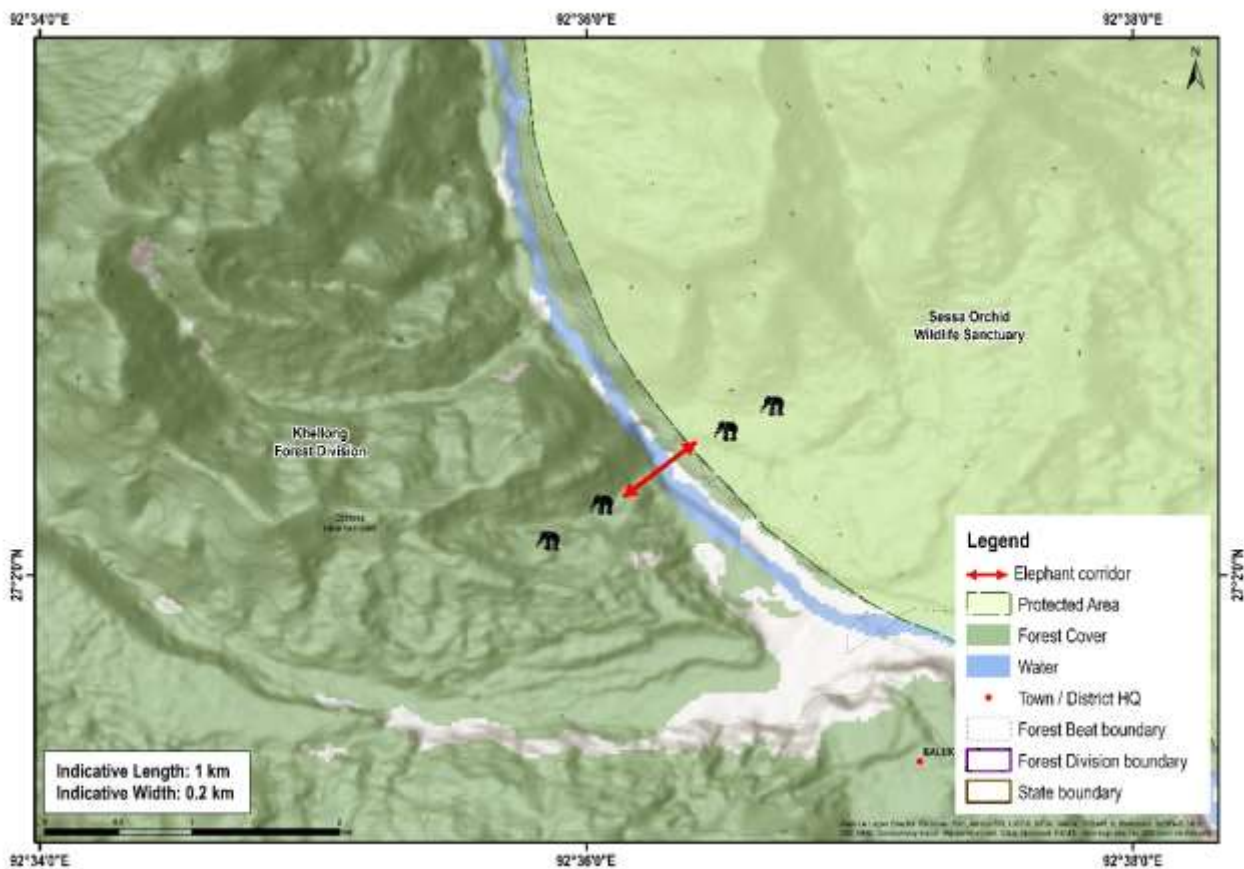 92°34'0"E 92°36'0"E 92°38'0"E
N
Sessa Orchid
Wildlife Sanctuary
Khellong
Forest Division
27°2'0"N
27°2'0"N
Legend
Elephant corridor
Protected Area
Forest Cover
Water
Town / District HQ
Forest Beat boundary
Forest Division boundary
State boundary
Indicative Length: 1 km
Indicative Width: 0.2 km
92°34'0"E 92°36'0"E 92°38'0"E